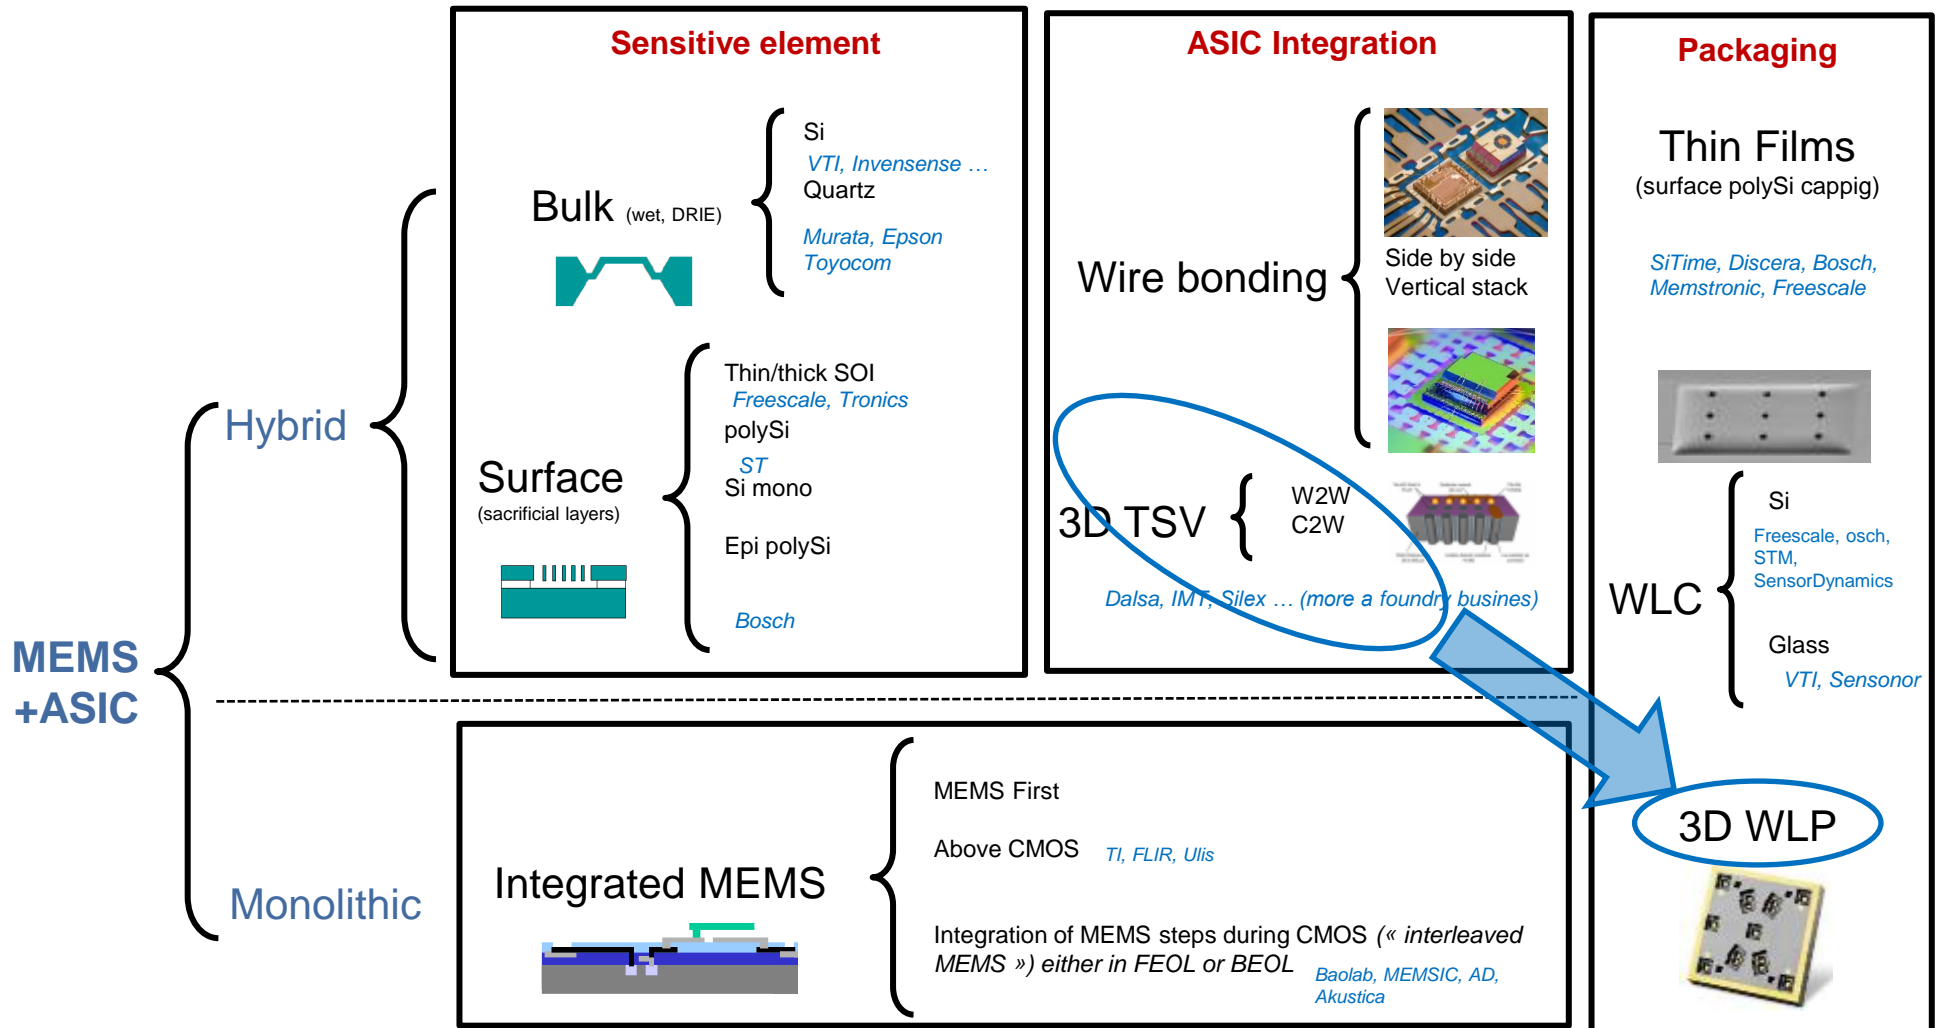 Sensitive element
ASIC Integration
Packaging
MEMS
+ASIC
Hybrid
Monolithic
Bulk (wet, DRIE)
Si
VTI, Invensense …
Quartz
Murata, Epson
Toyocom
Surface
(sacrificial layers)
Thin/thick SOI
Freescale, Tronics
polySi
ST
Si mono
Epi polySi
Bosch
Wire bonding
Side by side
Vertical stack
3D TSV
W2W
C2W
Dalsa, IMT, Silex … (more a foundry busines)
Thin Films
(surface polySi cappig)
SiTime, Discera, Bosch,
Memstronic, Freescale
WLC
Si
Freescale, osch,
STM,
SensorDynamics
Glass
VTI, Sensonor
3D WLP
Integrated MEMS
MEMS First
Above CMOS TI, FLIR, Ulis
Integration of MEMS steps during CMOS (« interleaved
MEMS ») either in FEOL or BEOL
Baolab, MEMSIC, AD,
Akustica